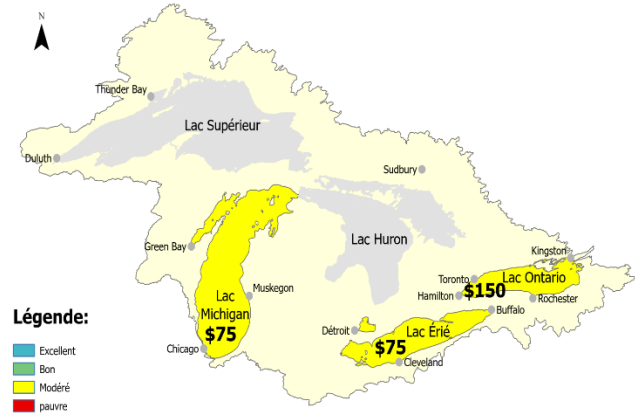 N
Thunder Bay
Lac Supérieur
Duluth
Sudbury
Green Bay
Lac Huron
Kingston
Toronto
Lac Ontario
Hamilton
$150
Rochester
Muskegon
Lac
Michigan
$75
Buffalo
Détroit
Lac Érié
$75
Chicago
Cleveland
Légende:
Excellent
Bon
Modéré
pauvre